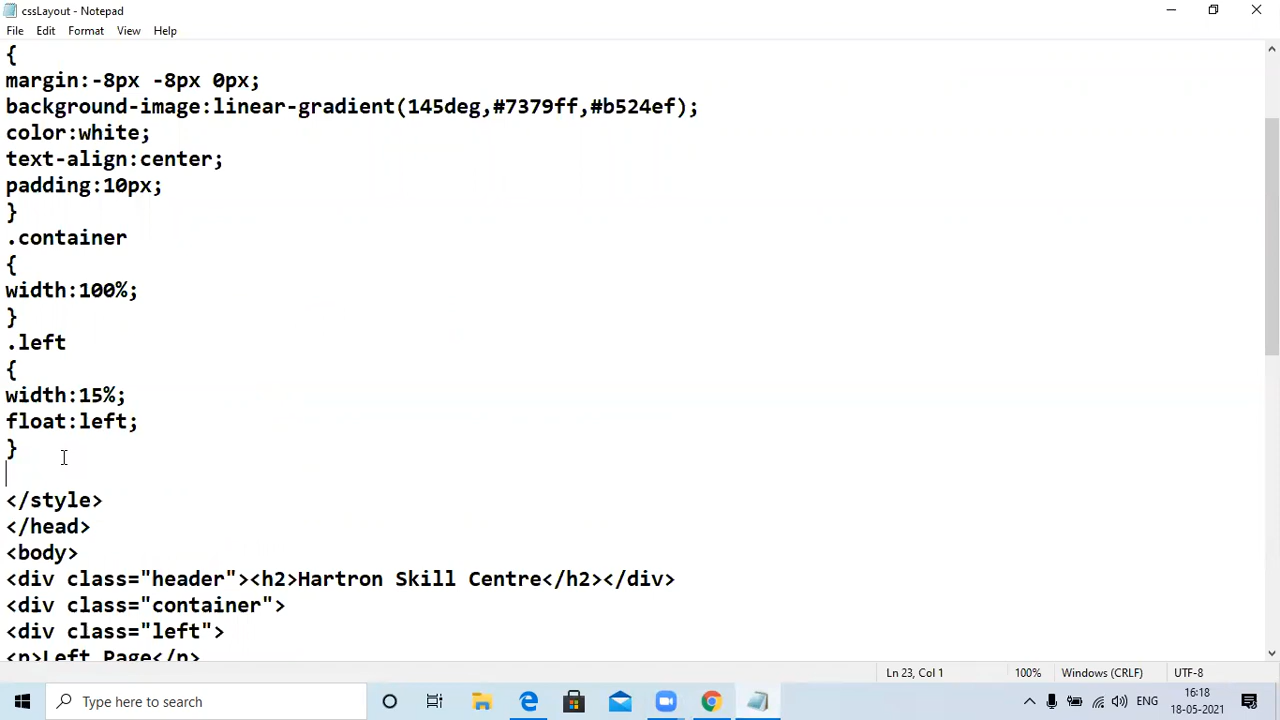 cssLayout - Notepad
File Edit Format View Help
{
margin:-8px -8px 0px;
background-image:linear-gradient(145deg,#7379ff,#b524ef);
color:white;
text-align:center;
padding:10px;
}
.container
{
width:100%;
}
.left
{
width:15%;
float:left;
}
</style>
</head>
<body>
<div class="header"><h2>Hartron Skill Centre</h2></div>
<div class="container">
<div class="left">
<p>Left Page</p>
Ln 23, Col 1 100% Windows (CRLF) UTF-8
Type here to search
ENG
16:18
18-05-2021